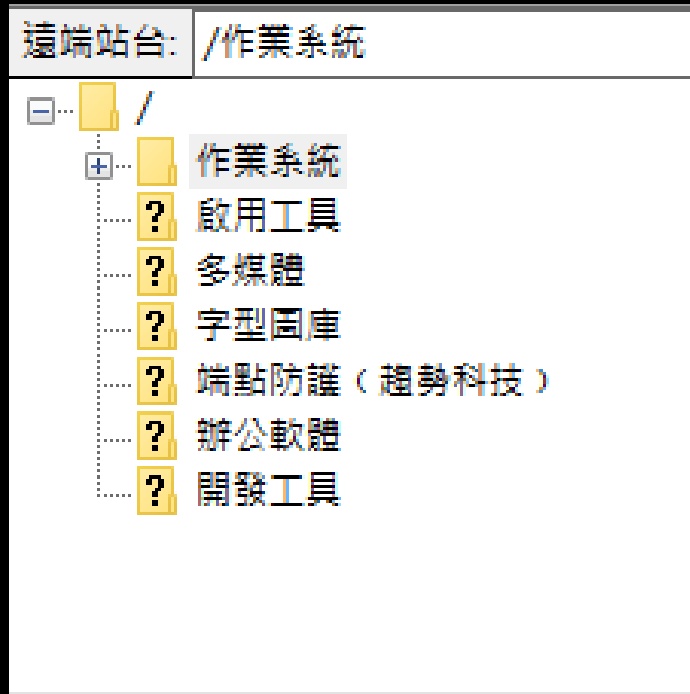 遠端站台: /作業系統
/
作業系統
啟用工具
多媒體
字型圖庫
端點防護（趨勢科技）
辦公軟體
開發工具